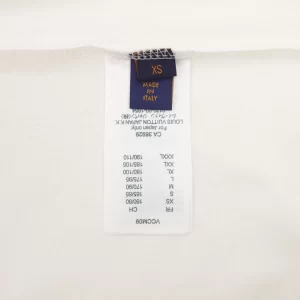 XS
MADE IN
ITALY
VCCM09
FR CH
XS 160/80
S 165/85
M 170/90
L 175/95
XL 180/100
XXL 185/105
XXXL 190/110
CA 36929
For Japan only
LOUIS VUITTON JAPAN K.K.